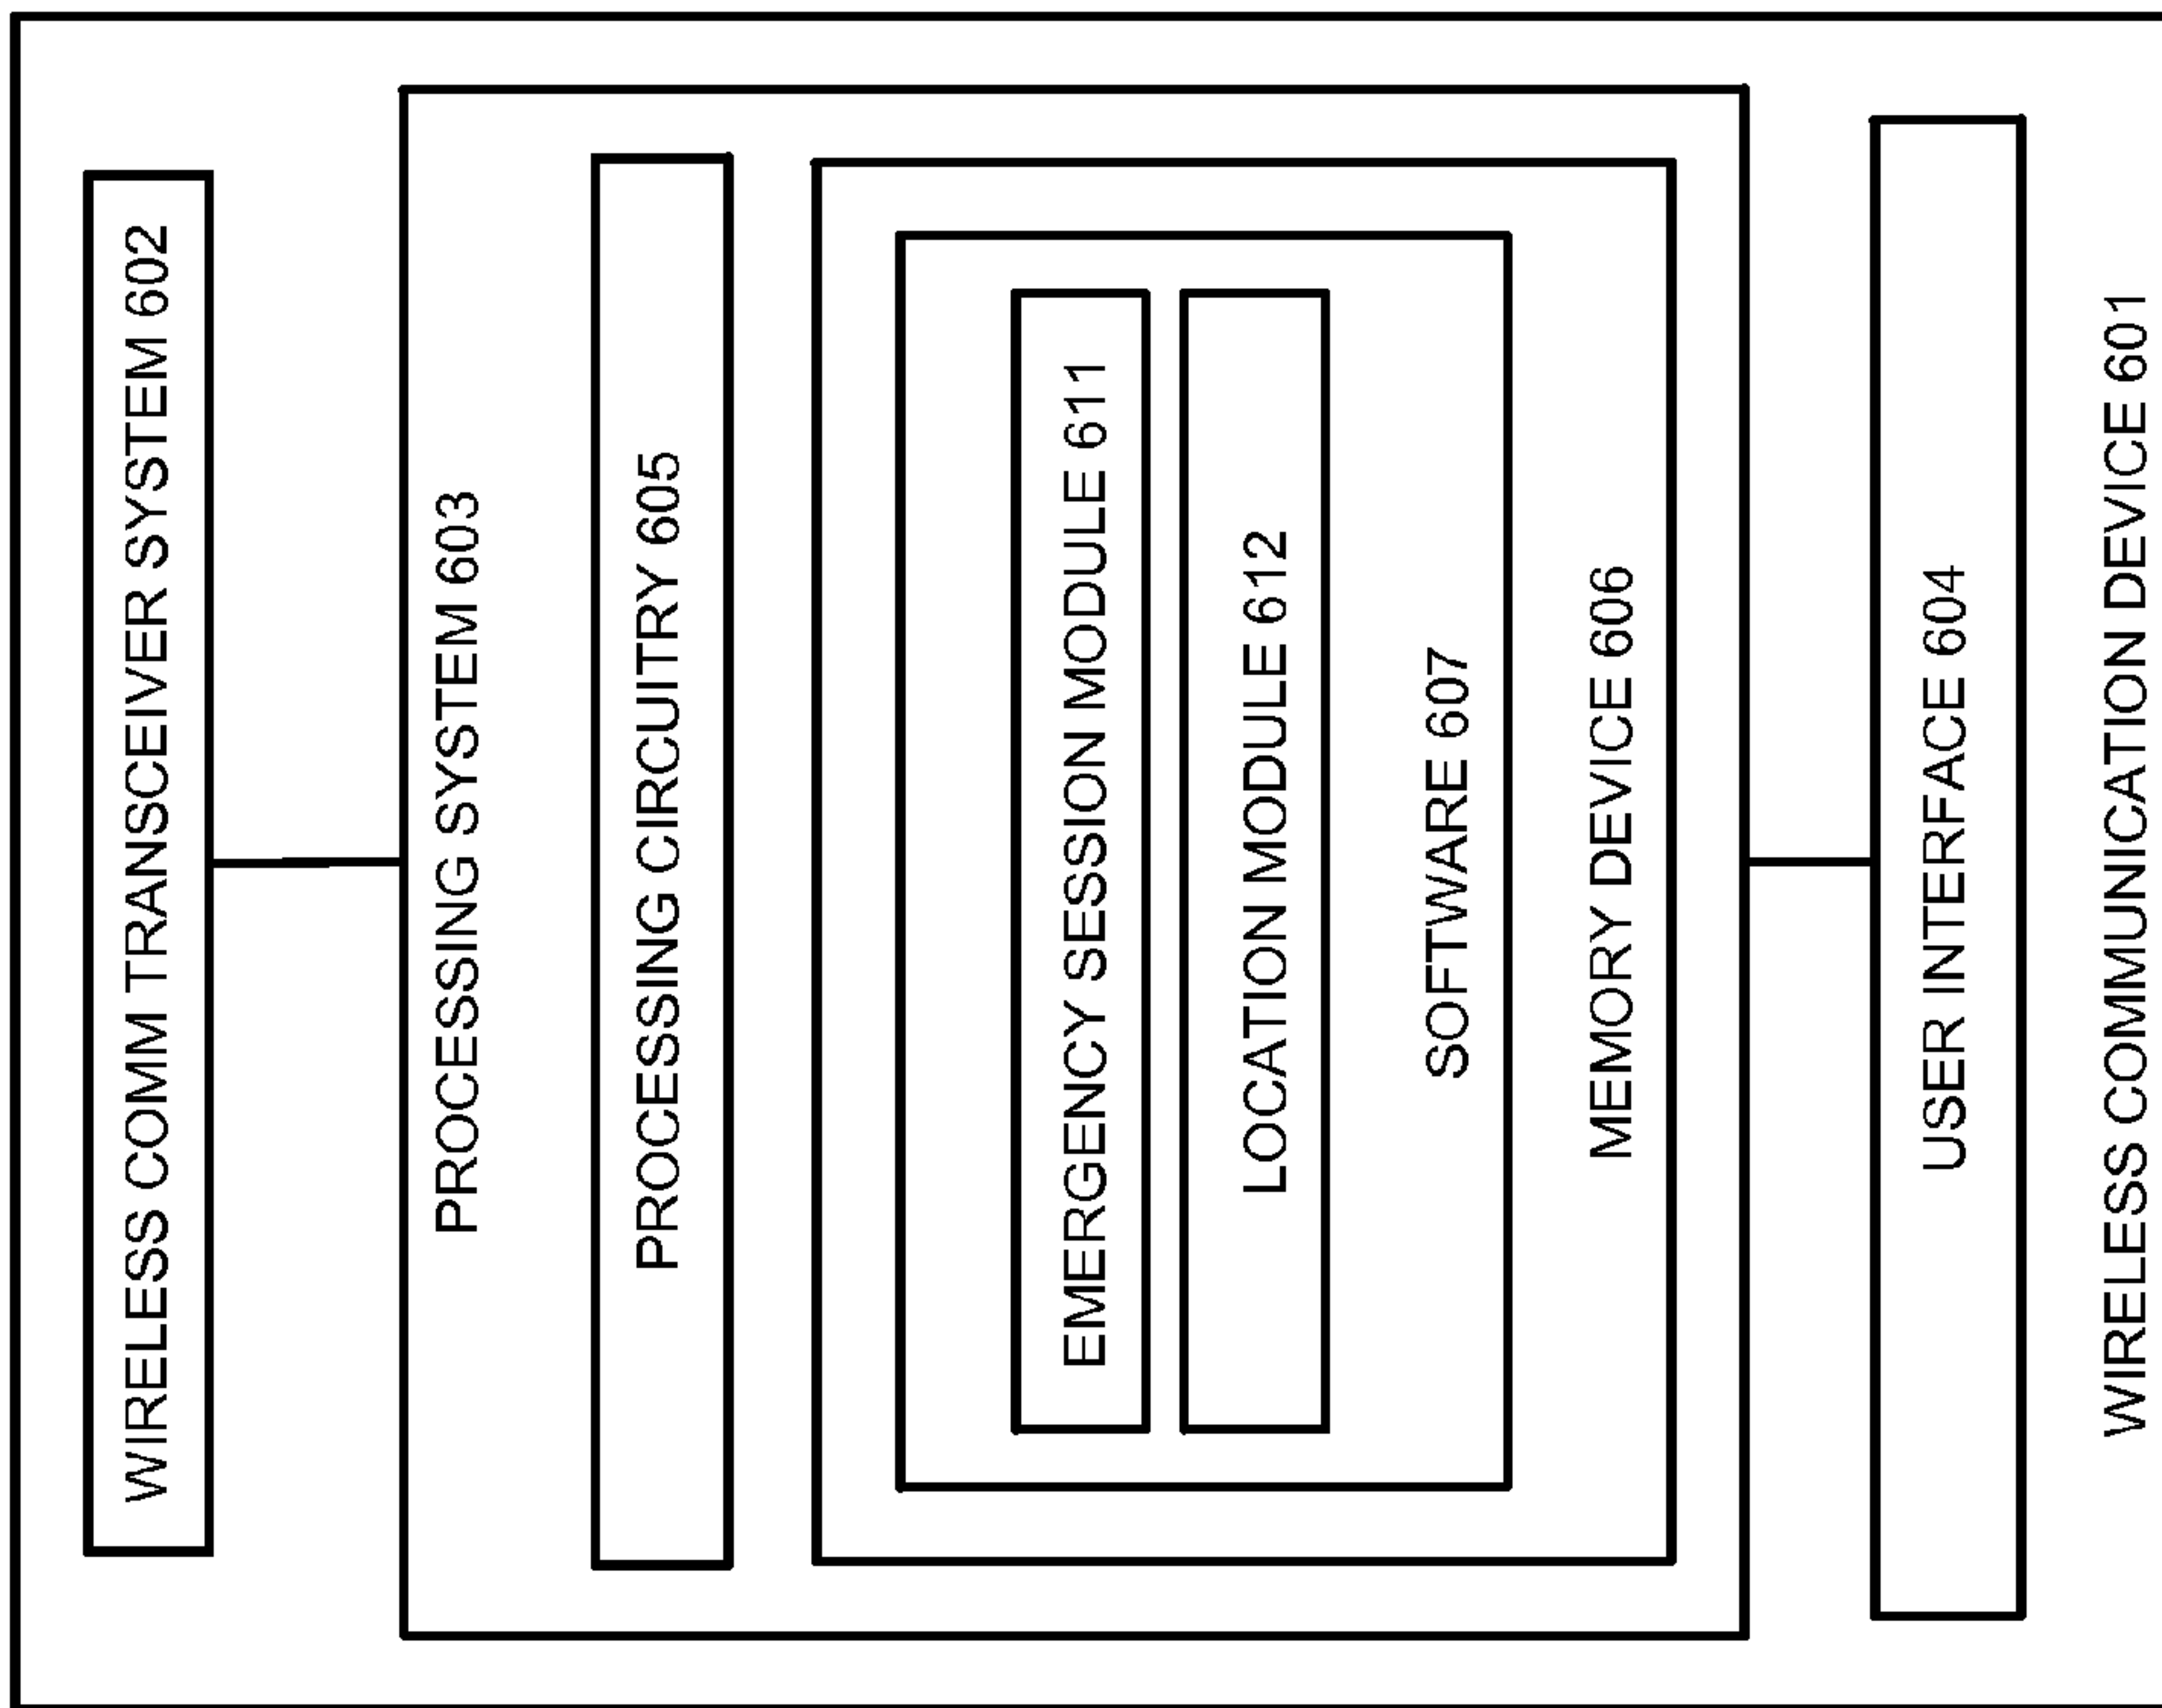 WIRELESS COMM TRANSCEIVER SYSTEM 602
PROCESSING SYSTEM 603
PROCESSING CIRCUITRY 605
EMERGENCY SESSION MODULE 611
LOCATION MODULE 612
SOFTWARE 607
MEMORY DEVICE 606
USER INTERFACE 604
WIRELESS COMMUNICATION DEVICE 601